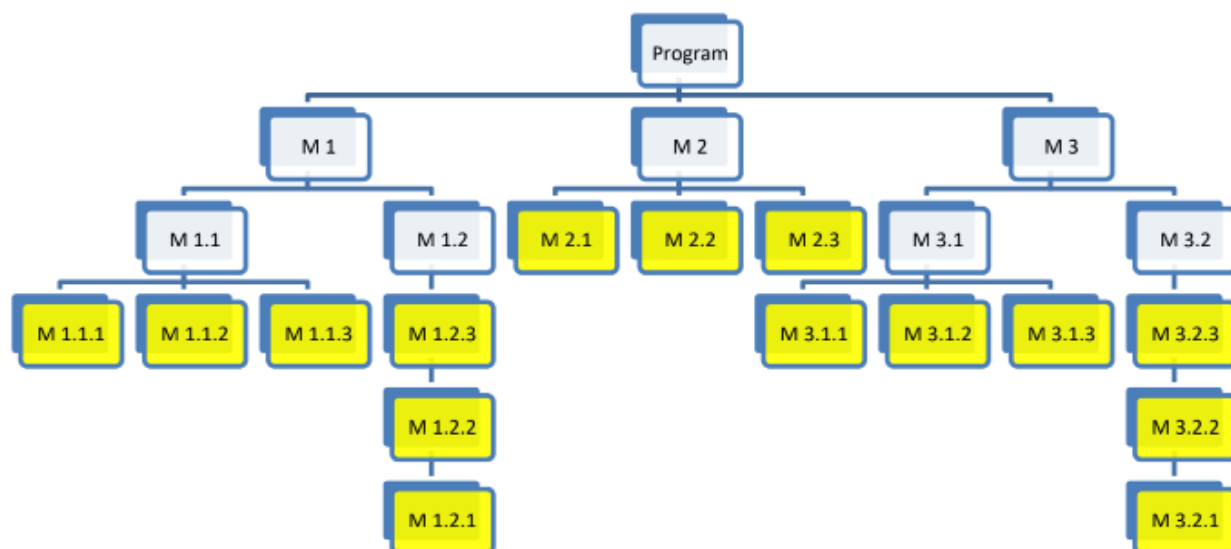 Program
M 1
M 2
M 3
M 1.1
M 1.2
M 2.1
M 2.2
M 2.3
M 3.1
M 3.2
M 1.1.1
M 1.1.2
M 1.1.3
M 1.2.3
M 3.1.1
M 3.1.2
M 3.1.3
M 3.2.3
M 1.2.2
M 3.2.2
M 1.2.1
M 3.2.1